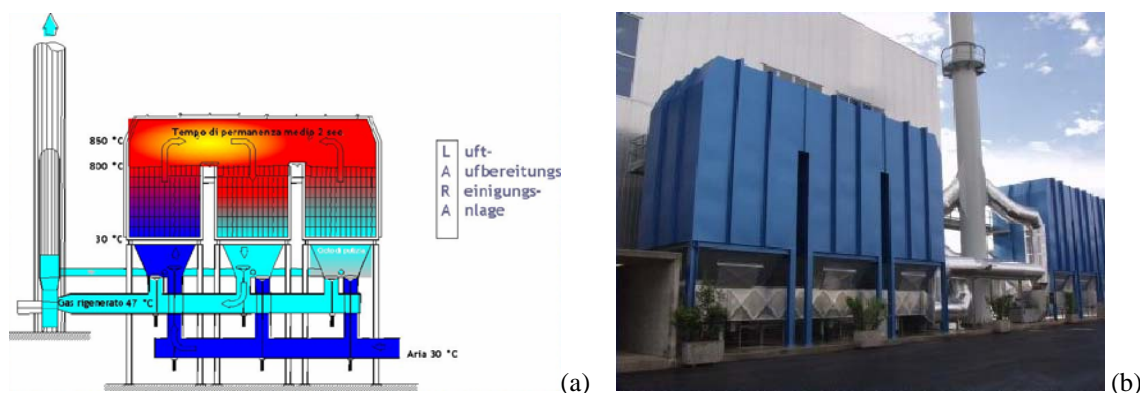 Tempo di permanenza medio 2 sec
850 °C
800 °C
30 °C
Gas rigenerato 47 °C
Aria 30 °C
L uft-
A ufbereitungs
R einigungs-
A nlage
(a)
(b)